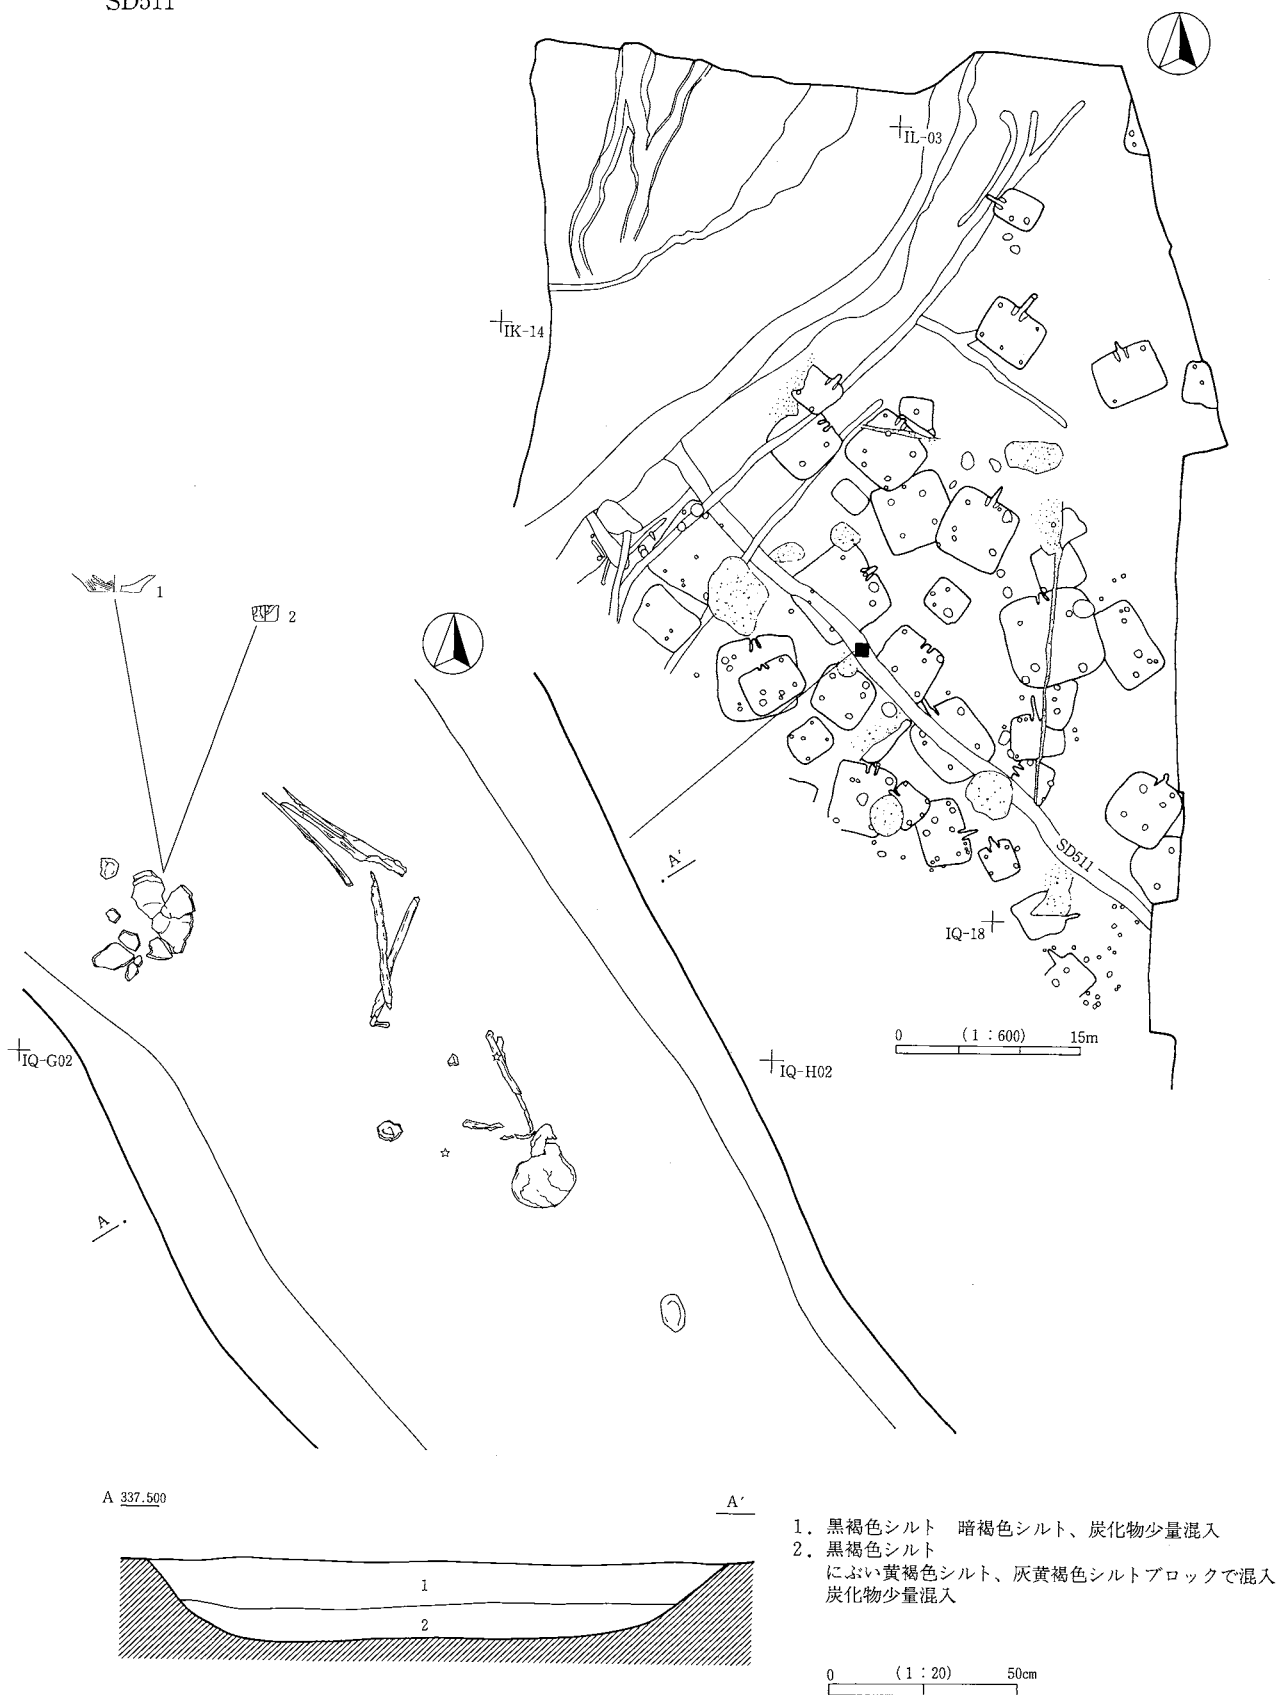 SD511
IL-03
IK-14
1
2
SD511
A'
IQ-18
0 (1:600) 15m
IQ-G02
IQ-H02
A
A 337.500
A'
1
2
1. 黒褐色シルト 暗褐色シルト、炭化物少量混入
2. 黒褐色シルト
にぶい黄褐色シルト、灰黄褐色シルトブロックで混入
炭化物少量混入
0 (1:20) 50cm